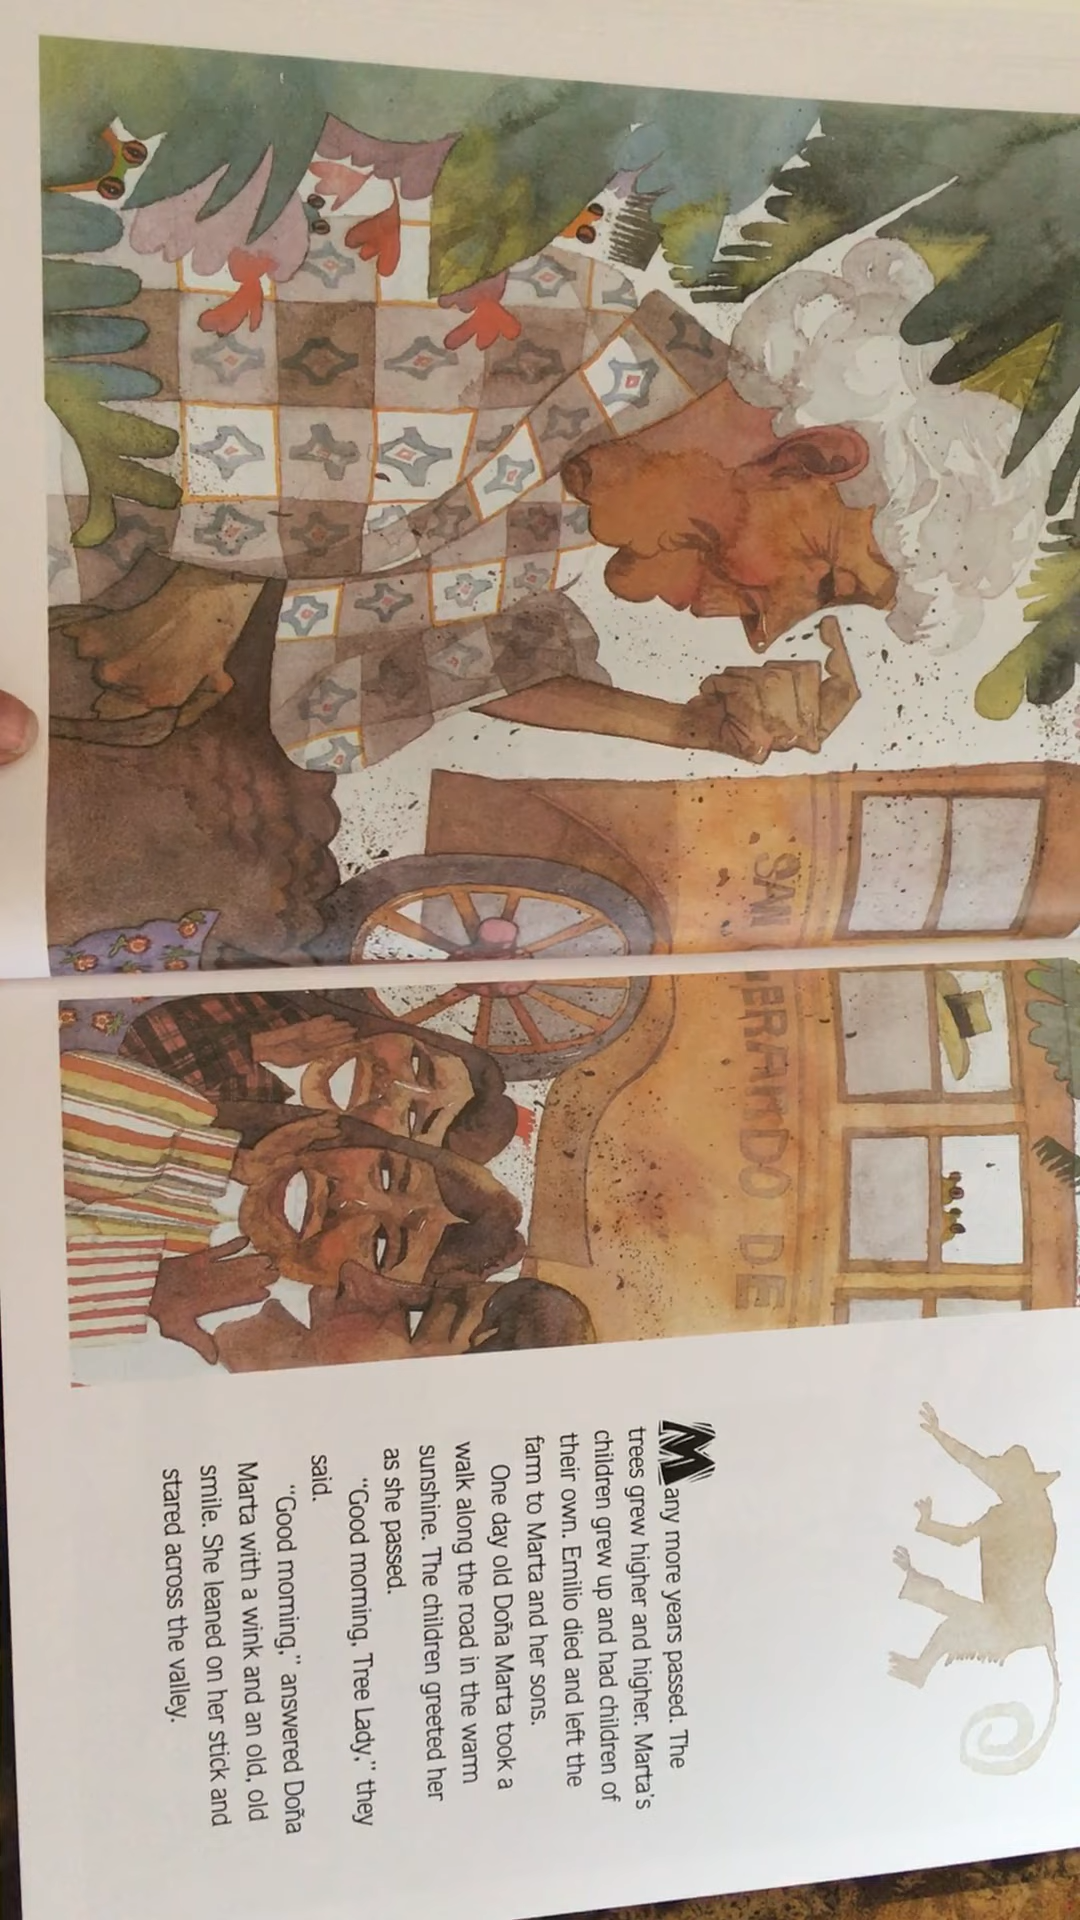 SAN GERARDO DE
Many more years passed. The
trees grew higher and higher. Marta's
children grew up and had children of
their own. Emilio died and left the
farm to Marta and her sons.
One day old Doña Marta took a
walk along the road in the warm
sunshine. The children greeted her
as she passed.
"Good morning, Tree Lady," they
said.
"Good morning," answered Doña
Marta with a wink and an old, old
smile. She leaned on her stick and
stared across the valley.